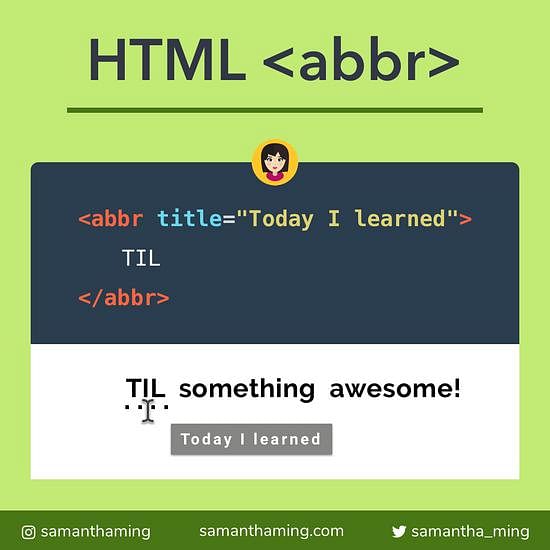 HTML <abbr>
<abbr title="Today I learned">
TIL
</abbr>
TIL something awesome!
Today I learned
samanthaming samanthaming.com samantha_ming